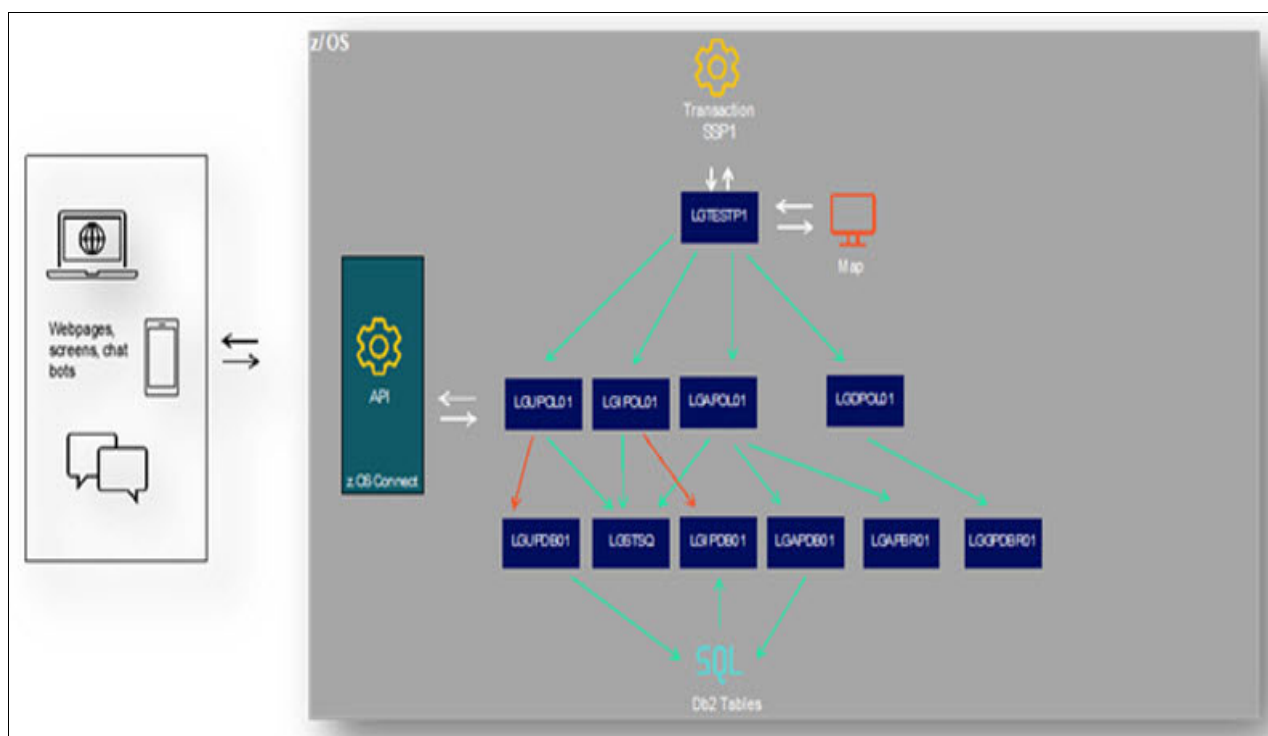 z/OS
Transaction
SSP1
LGTESTP1
Map
Webpages,
screens, chat
bots
API
z. OS Connect
LGUPOL01
LGIPOL01
LGAPOL01
LGDPOL01
LGUPDB01
LGSTSQ
LGIPDB01
LGAPDB01
LGAPBR01
LGGPDBR01
SQL
Db2 Tables